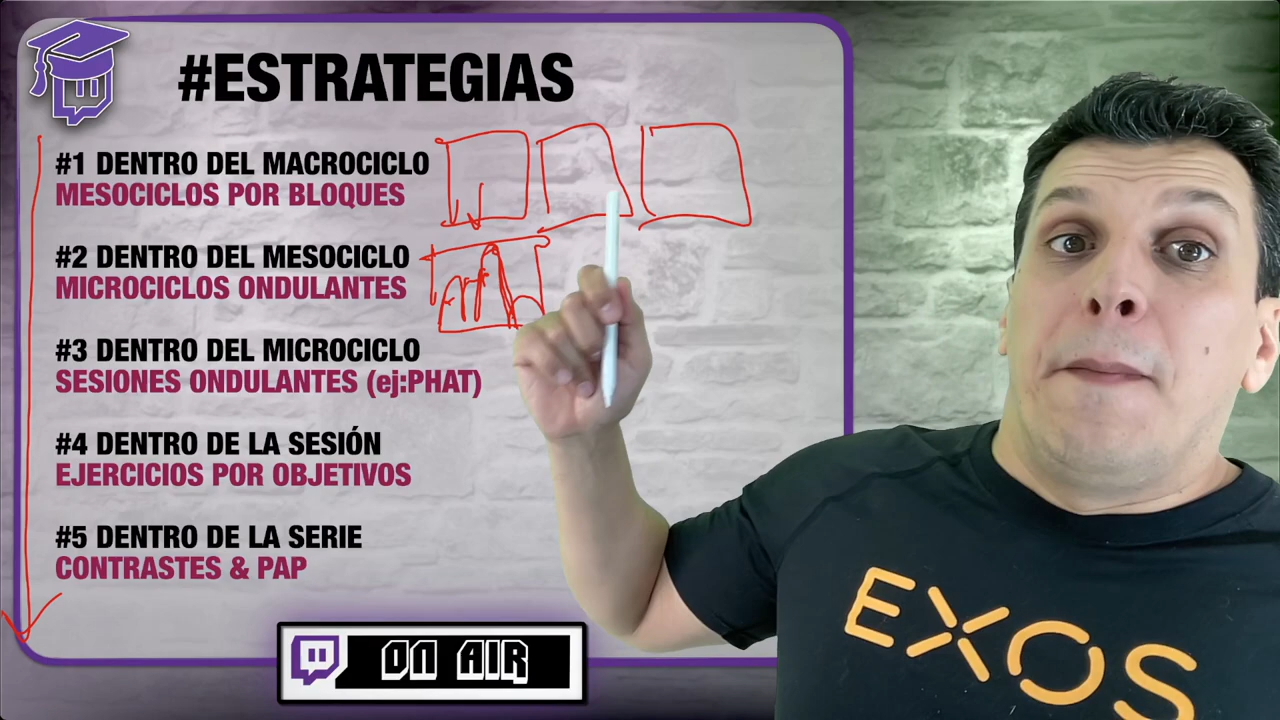 #ESTRATEGIAS
#1 DENTRO DEL MACROCICLO
MESOCICLOS POR BLOQUES
#2 DENTRO DEL MESOCICLO
MICROCICLOS ONDULANTES
#3 DENTRO DEL MICROCICLO
SESIONES ONDULANTES (ej:PHAT)
#4 DENTRO DE LA SESIÓN
EJERCICIOS POR OBJETIVOS
#5 DENTRO DE LA SERIE
CONTRASTES & PAP
ON AIR
EXOS